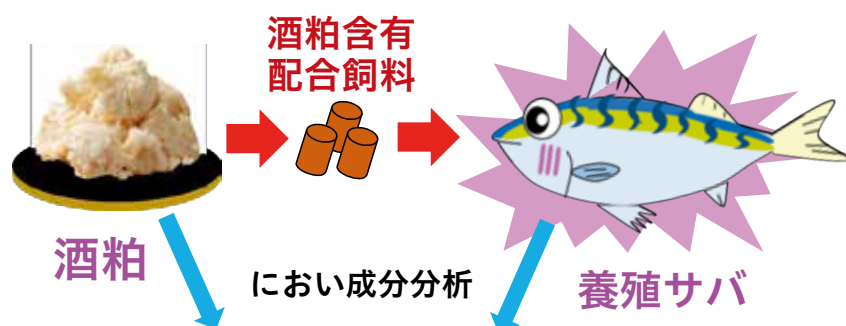 酒粕含有
配合飼料
酒粕
におい成分分析
養殖サバ